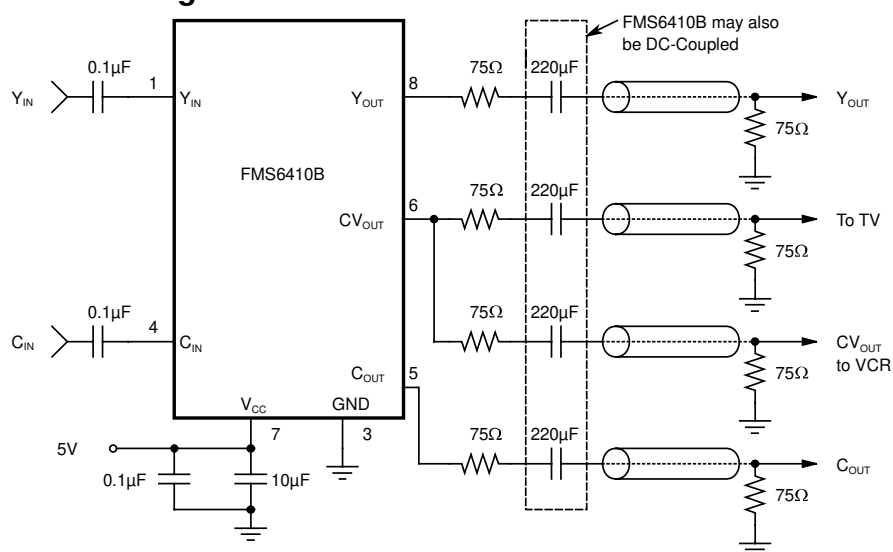 FMS6410B may also
be DC-Coupled
0.1µF
75Ω
220µF
Y_IN
1
Y_IN
Y_OUT
8
Y_OUT
75Ω
FMS6410B
75Ω
220µF
CV_OUT
6
To TV
75Ω
0.1µF
75Ω
220µF
C_IN
4
C_IN
CV_OUT
to VCR
75Ω
C_OUT
5
V_CC
GND
7
3
75Ω
220µF
5V
C_OUT
0.1µF
10µF
75Ω